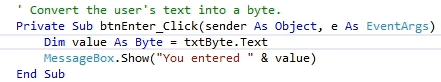 ' Convert the user's text into a byte.
Private Sub btnEnter_Click(sender As Object, e As EventArgs)
Dim value As Byte = txtByte.Text
MessageBox.Show("You entered " & value)
End Sub